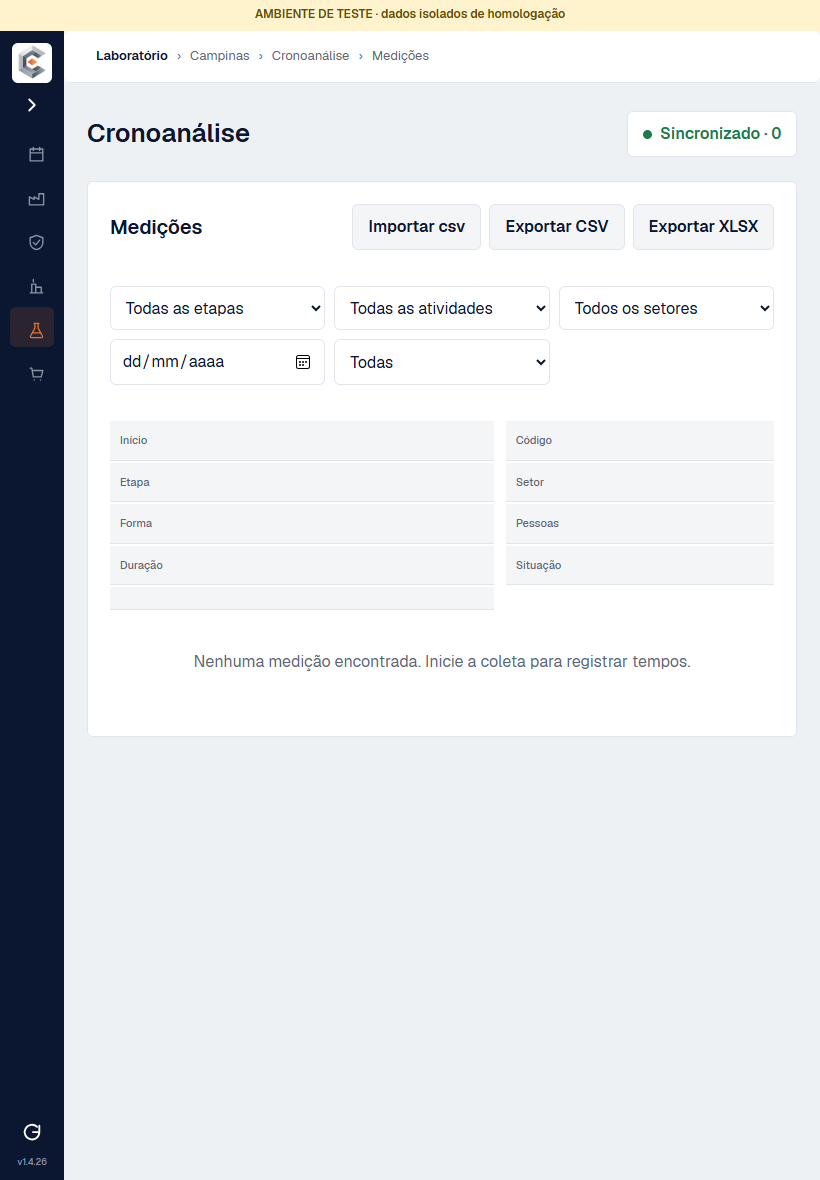 AMBIENTE DE TESTE · dados isolados de homologação
Laboratório › Campinas › Cronoanálise › Medições
Cronoanálise
Sincronizado · 0
Medições
Importar csv
Exportar CSV
Exportar XLSX
Todas as etapas
Todas as atividades
Todos os setores
dd/mm/aaaa
Todas
Início
Código
Etapa
Setor
Forma
Pessoas
Duração
Situação
Nenhuma medição encontrada. Inicie a coleta para registrar tempos.
v1.4.26